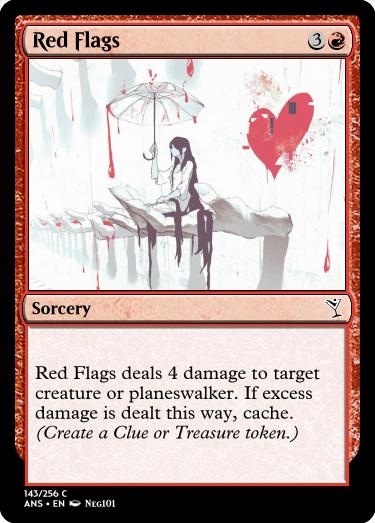 Red Flags 3
Sorcery
Red Flags deals 4 damage to target
creature or planeswalker. If excess
damage is dealt this way, cache.
(Create a Clue or Treasure token.)
143/256 C
ANS • EN Neg101